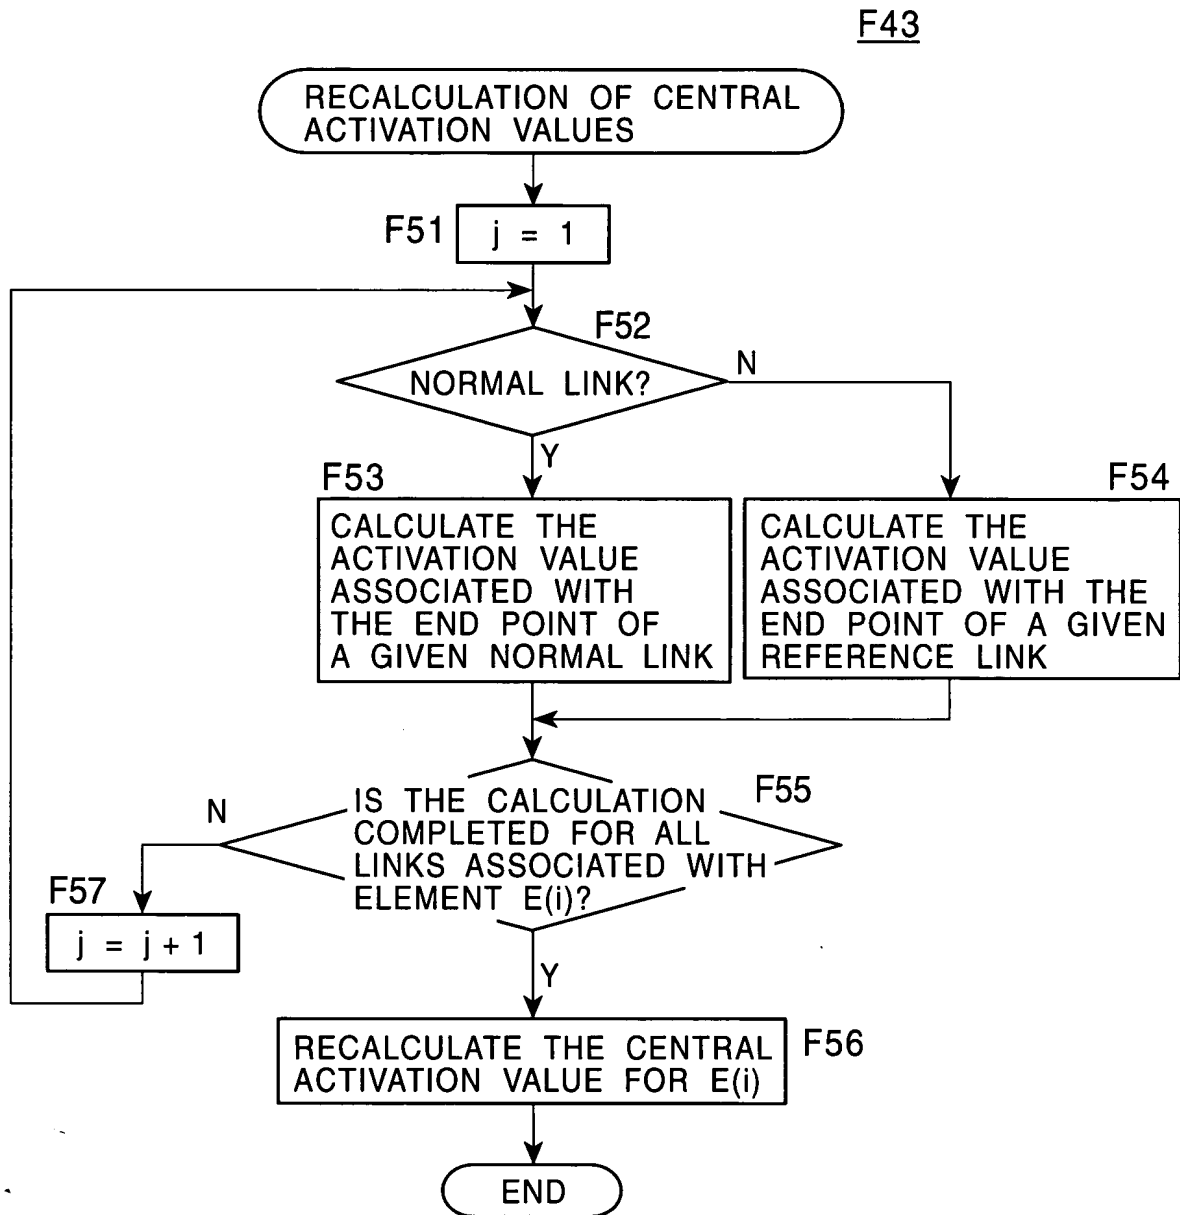 F43
RECALCULATION OF CENTRAL
ACTIVATION VALUES
F51
j = 1
F52
NORMAL LINK?
N
Y
F53
CALCULATE THE
ACTIVATION VALUE
ASSOCIATED WITH
THE END POINT OF
A GIVEN NORMAL LINK
F54
CALCULATE THE
ACTIVATION VALUE
ASSOCIATED WITH THE
END POINT OF A GIVEN
REFERENCE LINK
F55
IS THE CALCULATION
COMPLETED FOR ALL
LINKS ASSOCIATED WITH
ELEMENT E(i)?
N
F57
j = j + 1
Y
RECALCULATE THE CENTRAL
ACTIVATION VALUE FOR E(i)
F56
END